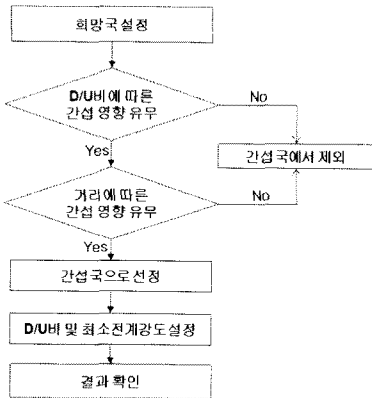 희망국설정
D/U비에 따른
간섭 영향 유무
No
Yes
간섭국에서 제외
거리에 따른
간섭 영향 유무
No
Yes
간섭국으로선정
D/U비 및 최소전계강도설정
결과 확인